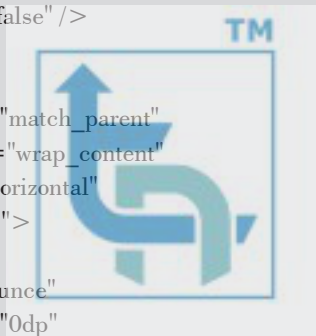 false" />
TM
"match_parent"
="wrap_content"
orizontal"
">
unce"
"0dp"